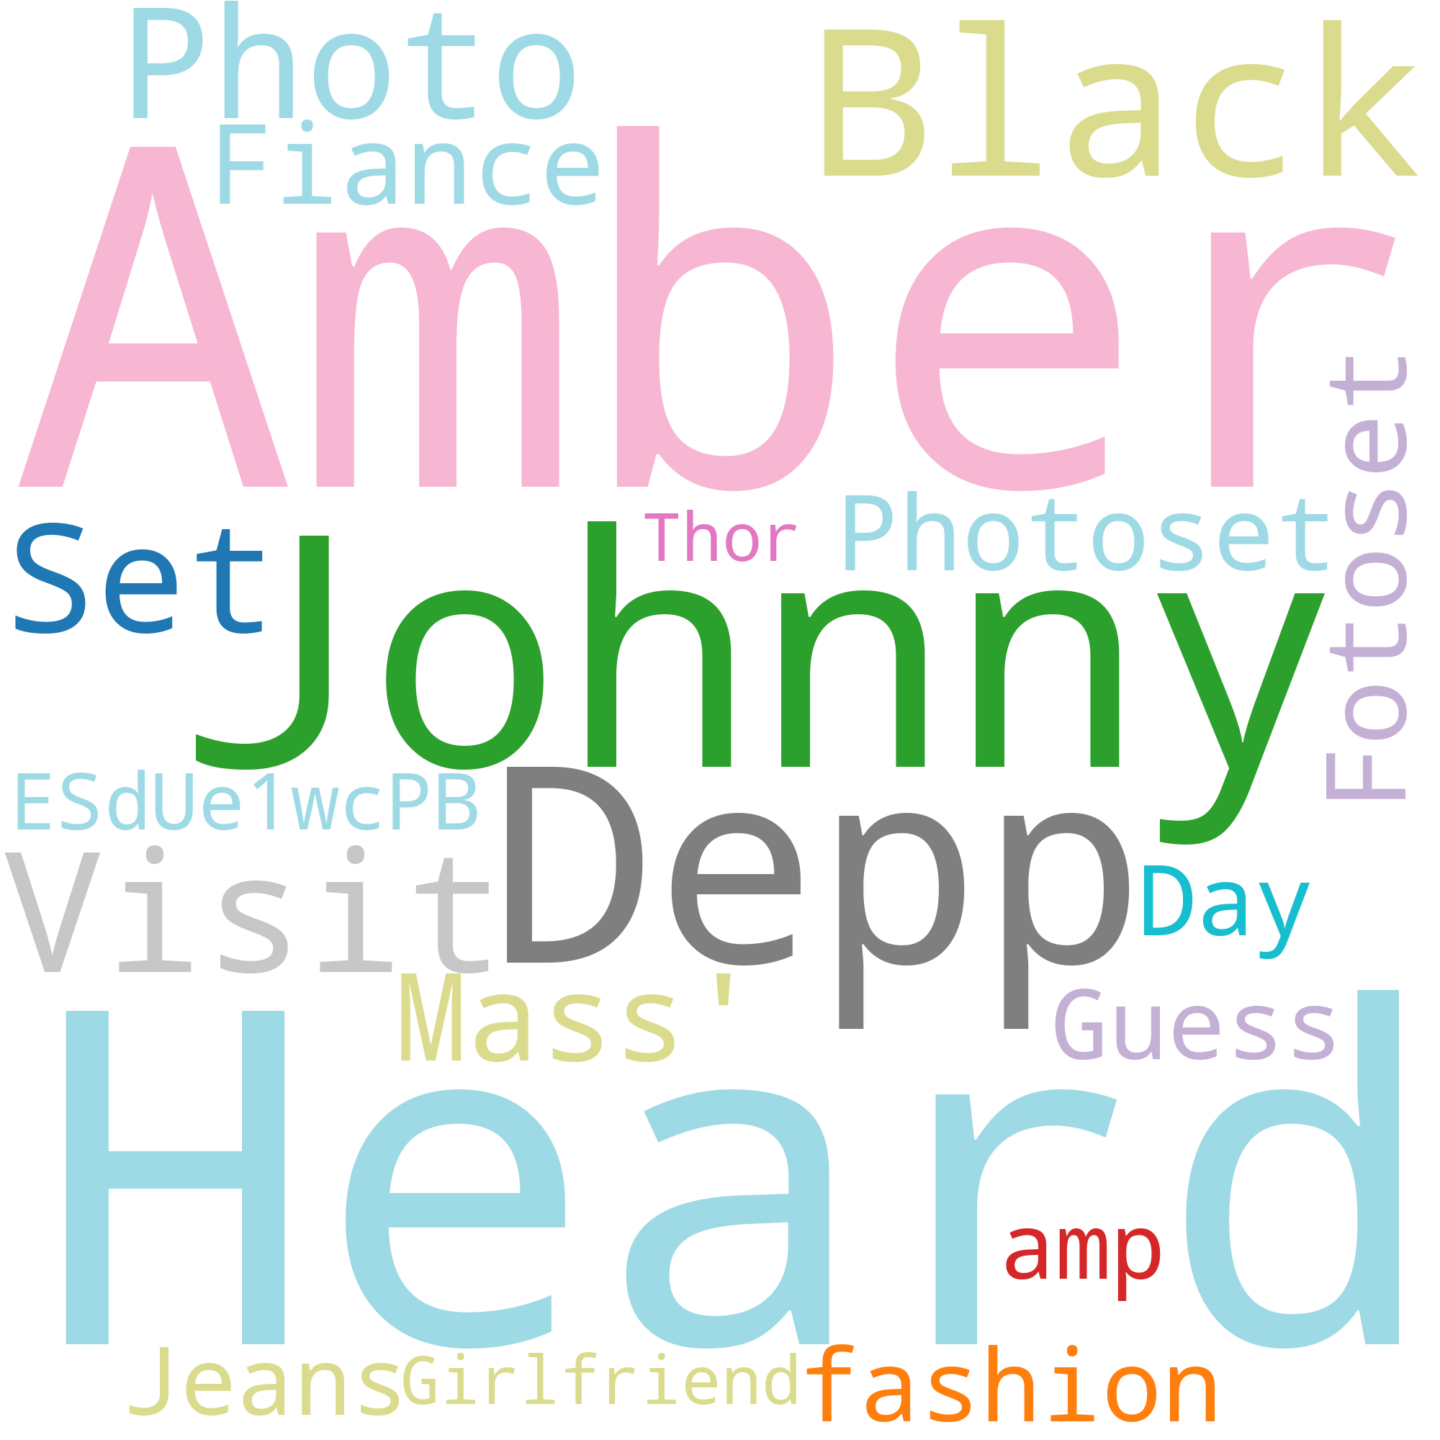 Photo
Black
Fiance
Amber
Fotoset
Set
Thor
Photoset
Johnny
ESdUe1wcPB
Depp
Visit
Day
Mass'
Guess
Heard
amp
Jeans
Girlfriend
fashion